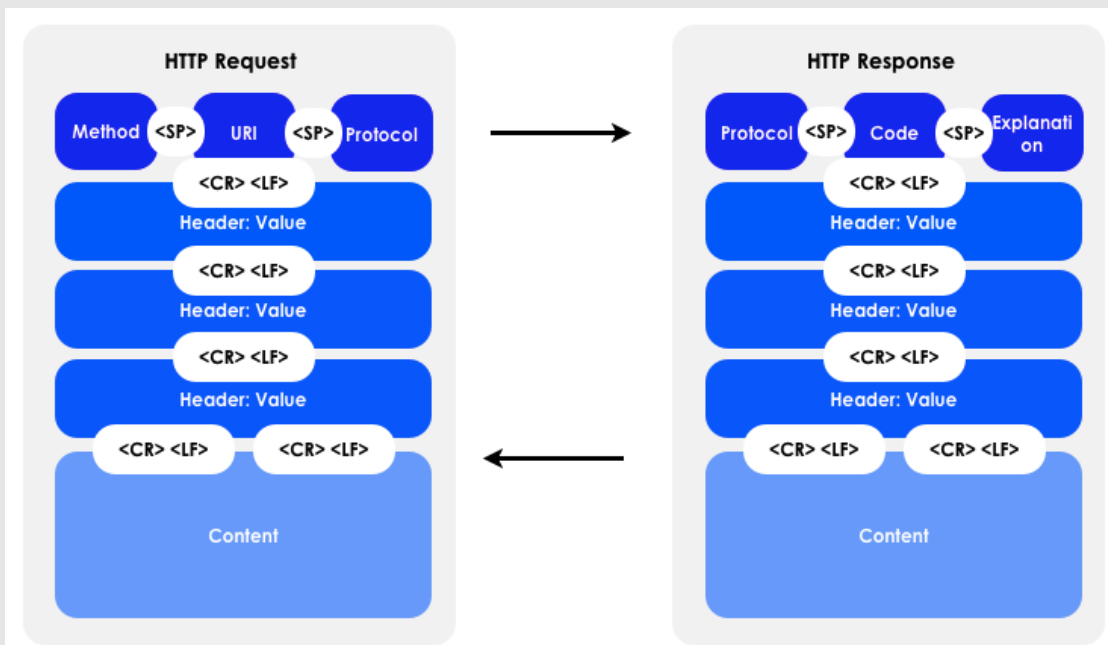 HTTP Request
Method <SP> URI <SP> Protocol
<CR> <LF>
Header: Value
<CR> <LF>
Header: Value
<CR> <LF>
Header: Value
<CR> <LF> <CR> <LF>
Content
HTTP Response
Protocol <SP> Code <SP> Explanati
on
<CR> <LF>
Header: Value
<CR> <LF>
Header: Value
<CR> <LF>
Header: Value
<CR> <LF> <CR> <LF>
Content